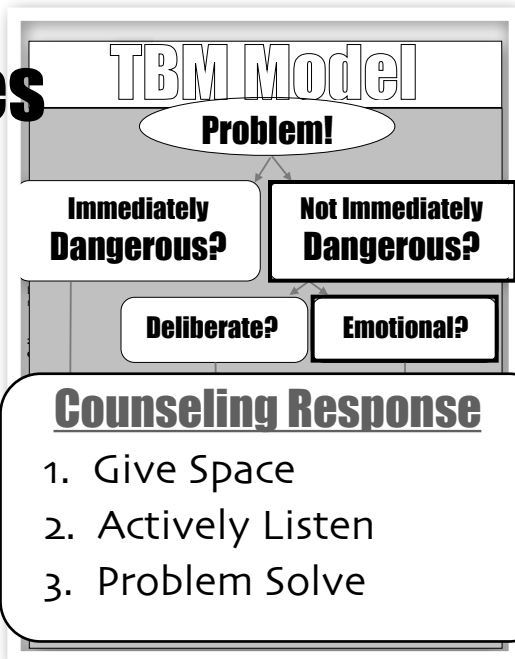 es
TBM Model
Problem!
Immediately
Dangerous?
Not Immediately
Dangerous?
Deliberate?
Emotional?
Counseling Response
1. Give Space
2. Actively Listen
3. Problem Solve